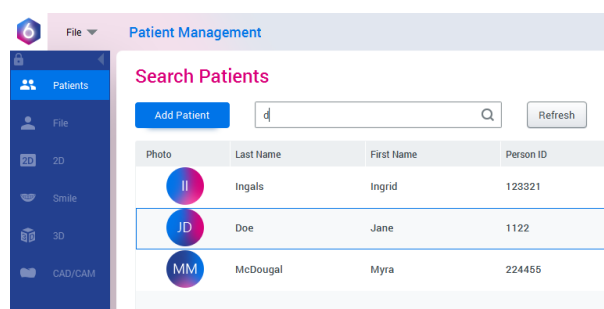 6 File Patient Management
Search Patients
Patients
Add Patient d Refresh
File
Photo Last Name First Name Person ID
2D 2D
II Ingals Ingrid 123321
Smile
JD Doe Jane 1122
3D
MM McDougal Myra 224455
CAD/CAM